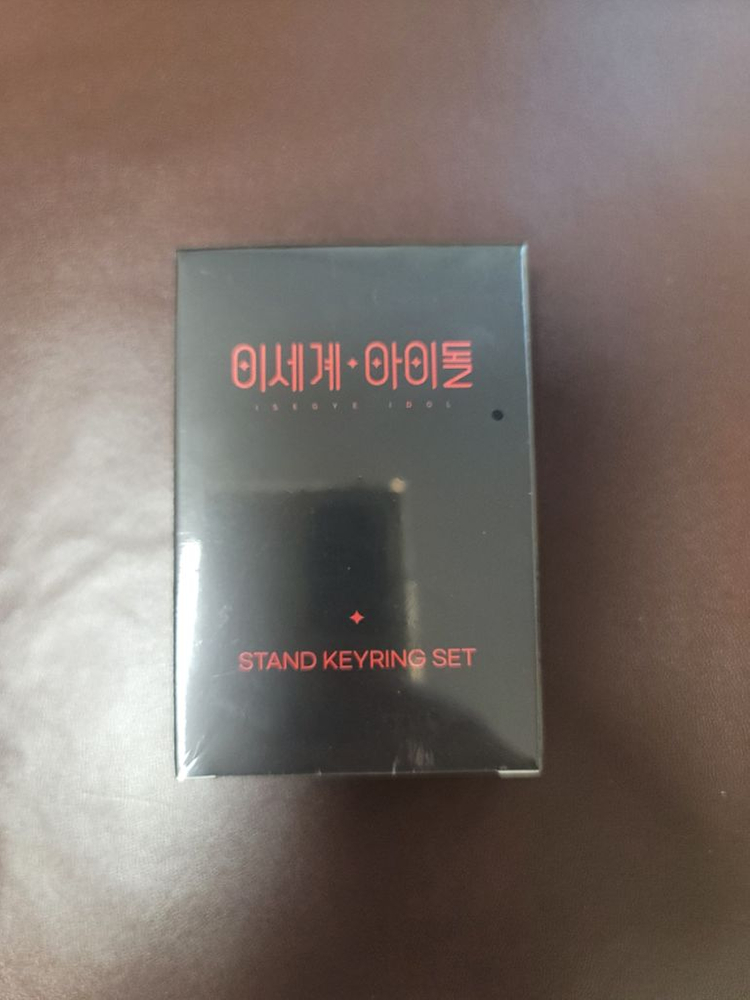 이세계 아이돌
ISEGYE IDOL
STAND KEYRING SET